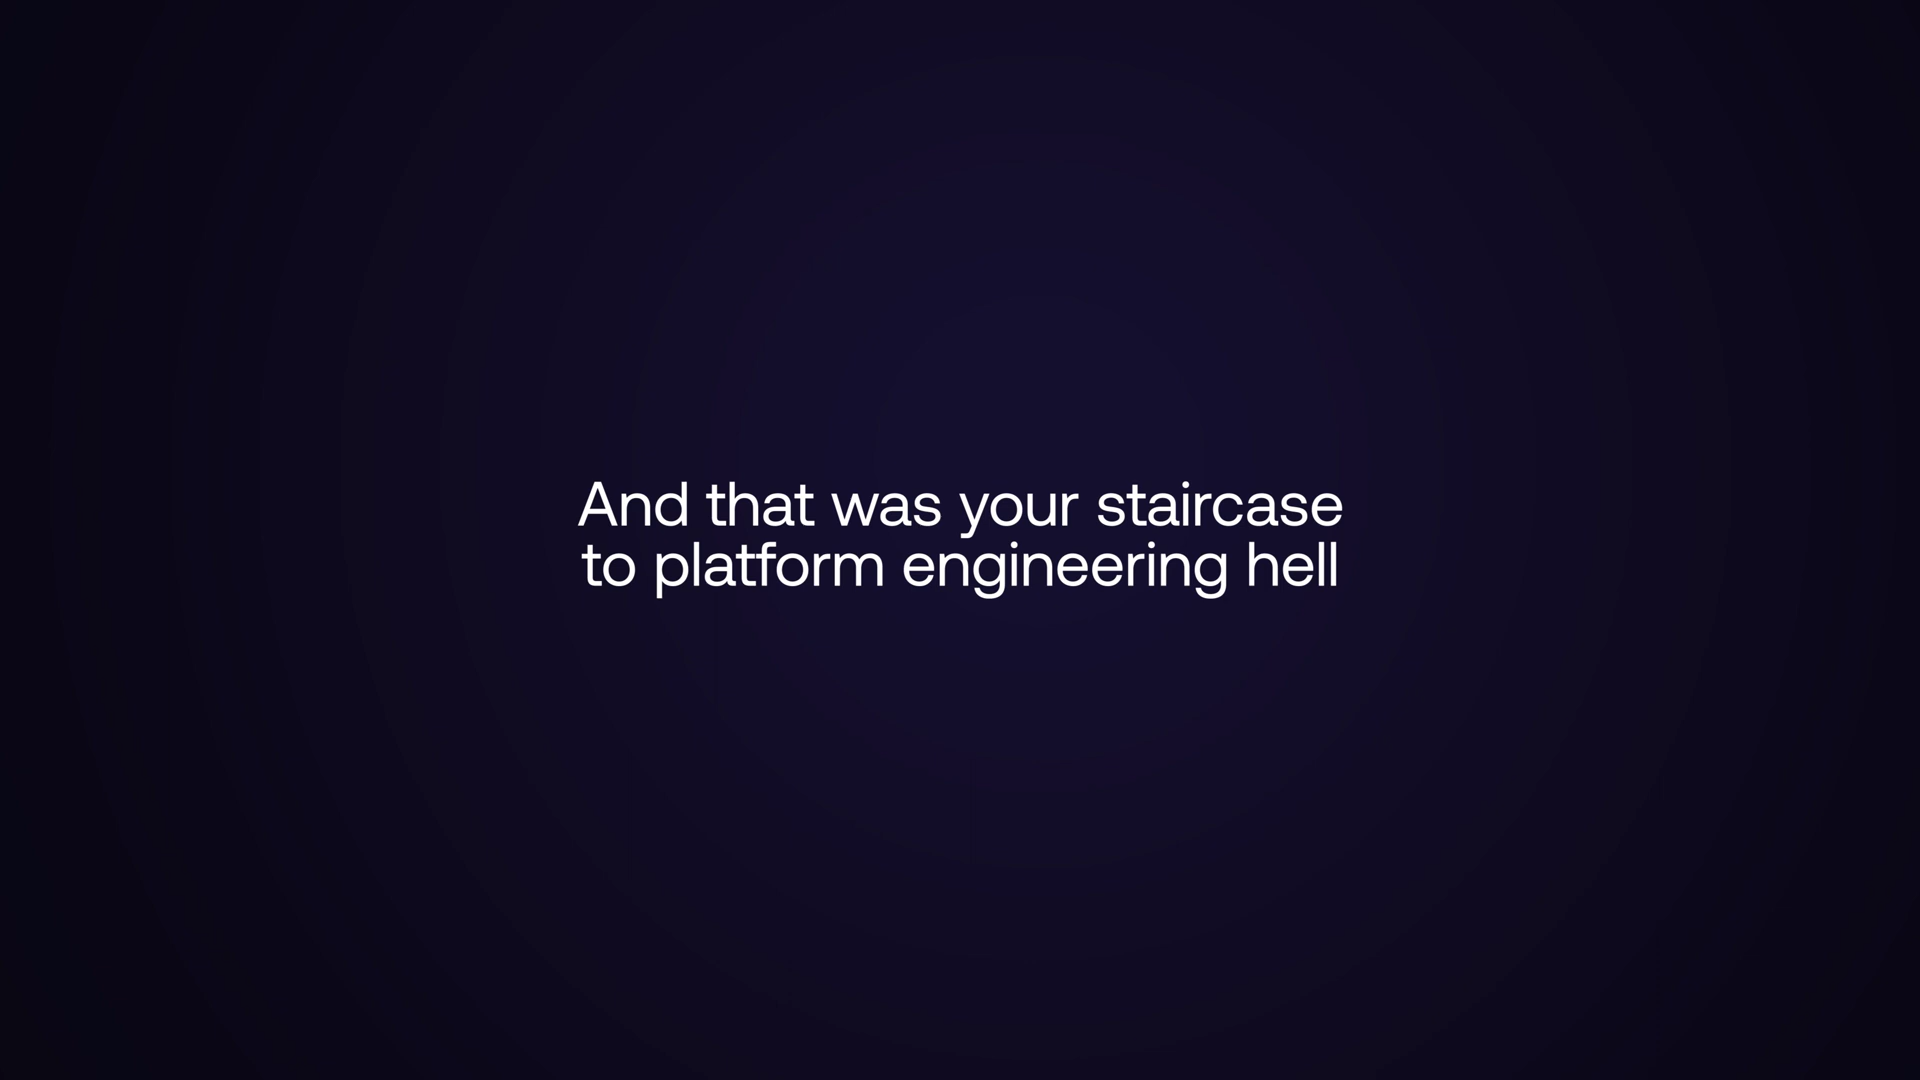 And that was your staircase
to platform engineering hell